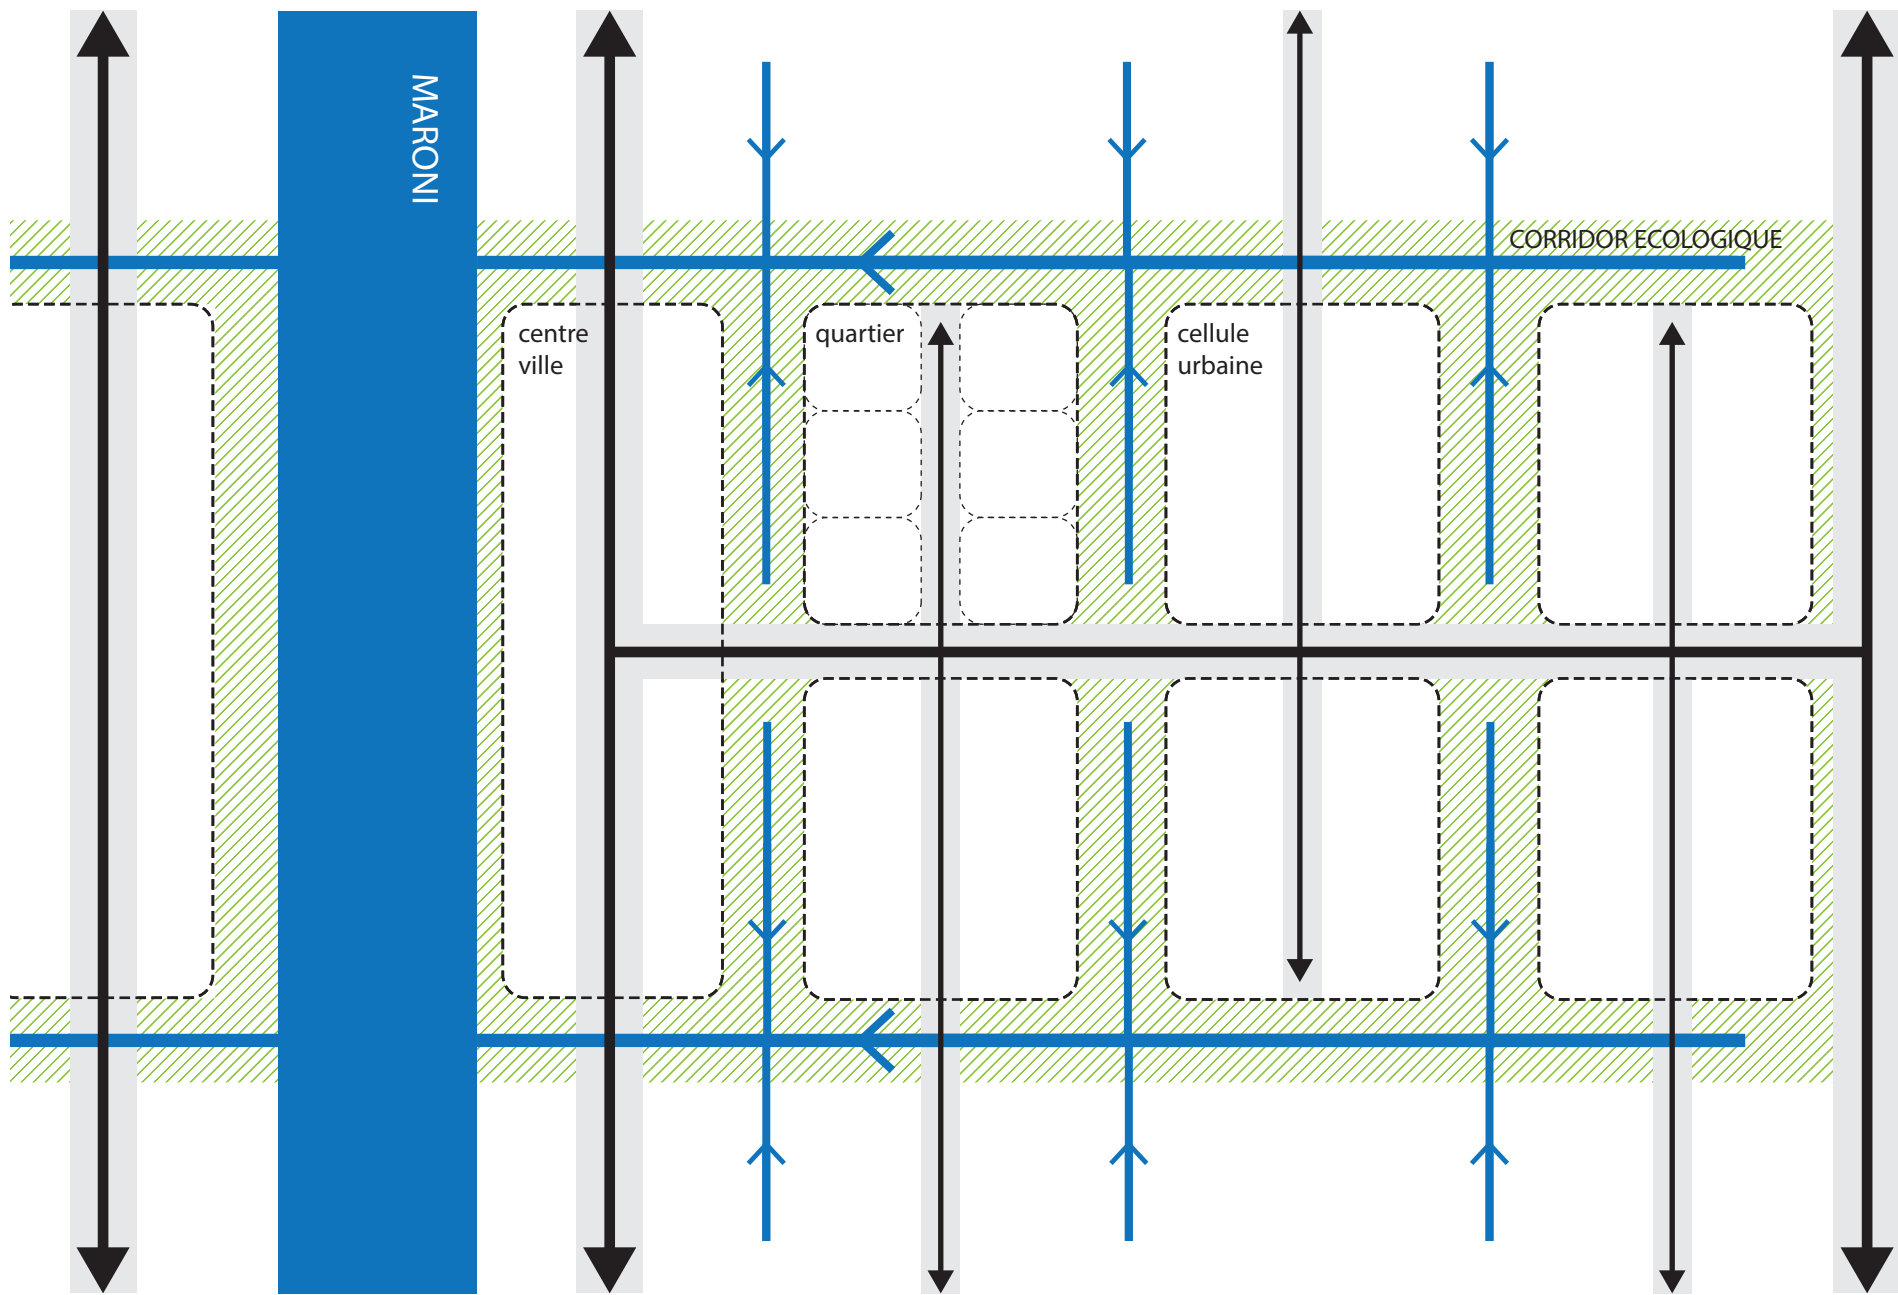 MARONI
CORRIDOR ECOLOGIQUE
centre
ville
quartier
cellule
urbaine